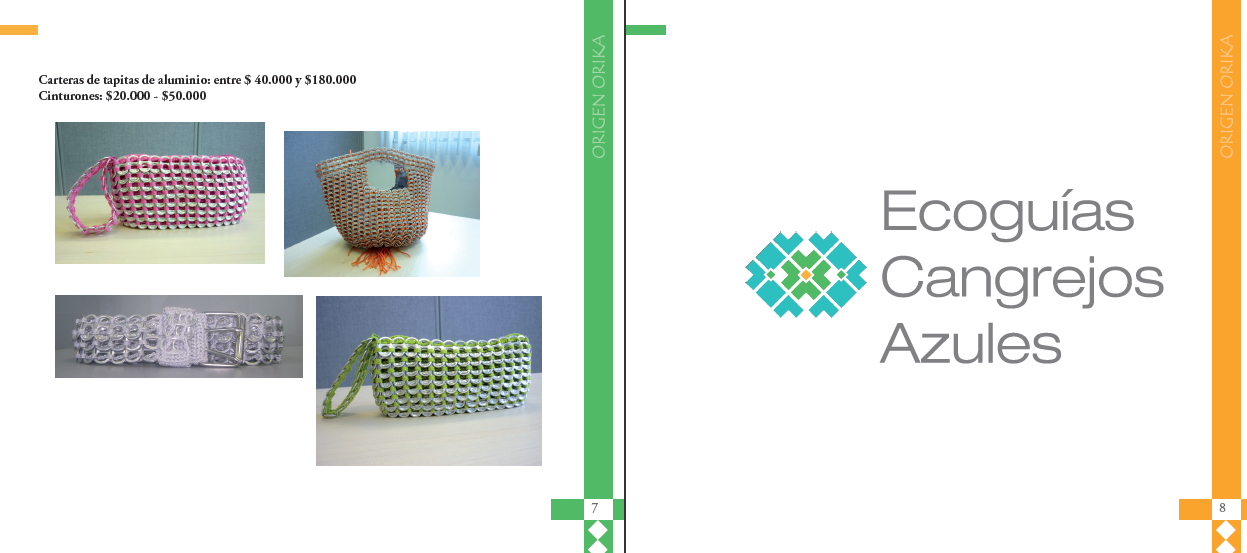 Carteras de tapitas de aluminio: entre $ 40.000 y $180.000
Cinturones: $20.000 - $50.000
ORIGEN ORIKA
7
Ecoguías
Cangrejos
Azules
ORIGEN ORIKA
8